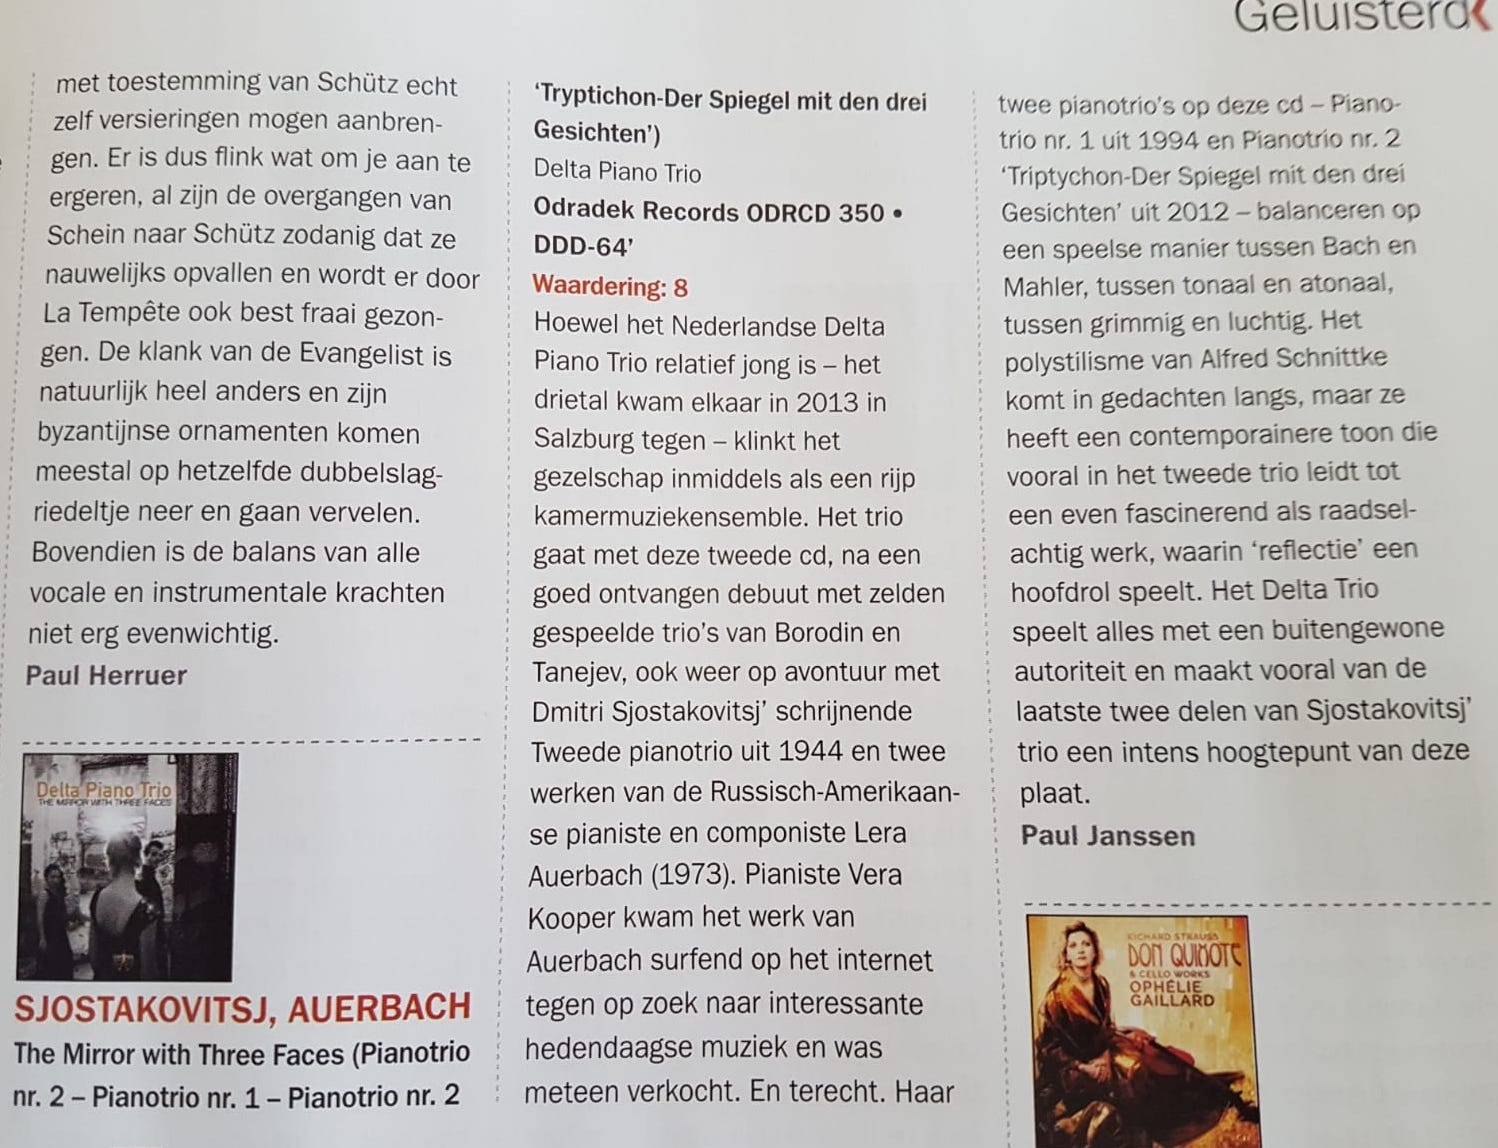 Geluisterd
met toestemming van Schütz echt
zelf versieringen mogen aanbren-
gen. Er is dus flink wat om je aan te
ergeren, al zijn de overgangen van
Schein naar Schütz zodanig dat ze
nauwelijks opvallen en wordt er door
La Tempête ook best fraai gezon-
gen. De klank van de Evangelist is
natuurlijk heel anders en zijn
byzantijnse ornamenten komen
meestal op hetzelfde dubbelslag-
riedeltje neer en gaan vervelen.
Bovendien is de balans van alle
vocale en instrumentale krachten
niet erg evenwichtig.
Paul Herruer
Delta Piano Trio
THE MIRROR WITH THREE FACES
SJOSTAKOVITSJ, AUERBACH
The Mirror with Three Faces (Pianotrio
nr. 2 – Pianotrio nr. 1 – Pianotrio nr. 2
‘Tryptichon-Der Spiegel mit den drei
Gesichten’)
Delta Piano Trio
Odradek Records ODRCD 350 •
DDD-64’
Waardering: 8
Hoewel het Nederlandse Delta
Piano Trio relatief jong is – het
drietal kwam elkaar in 2013 in
Salzburg tegen – klinkt het
gezelschap inmiddels als een rijp
kamermuziekensemble. Het trio
gaat met deze tweede cd, na een
goed ontvangen debuut met zelden
gespeelde trio’s van Borodin en
Tanejev, ook weer op avontuur met
Dmitri Sjostakovitsj’ schrijnende
Tweede pianotrio uit 1944 en twee
werken van de Russisch-Amerikaan-
se pianiste en componiste Lera
Auerbach (1973). Pianiste Vera
Kooper kwam het werk van
Auerbach surfend op het internet
tegen op zoek naar interessante
hedendaagse muziek en was
meteen verkocht. En terecht. Haar
twee pianotrio’s op deze cd – Piano-
trio nr. 1 uit 1994 en Pianotrio nr. 2
‘Triptychon-Der Spiegel mit den drei
Gesichten’ uit 2012 – balanceren op
een speelse manier tussen Bach en
Mahler, tussen tonaal en atonaal,
tussen grimmig en luchtig. Het
polystilisme van Alfred Schnittke
komt in gedachten langs, maar ze
heeft een contemporainere toon die
vooral in het tweede trio leidt tot
een even fascinerend als raadsel-
achtig werk, waarin ‘reflectie’ een
hoofdrol speelt. Het Delta Trio
speelt alles met een buitengewone
autoriteit en maakt vooral van de
laatste twee delen van Sjostakovitsj’
trio een intens hoogtepunt van deze
plaat.
Paul Janssen
RICHARD STRAUSS
DON QUIXOTE
& CELLO WORKS
OPHÉLIE
GAILLARD